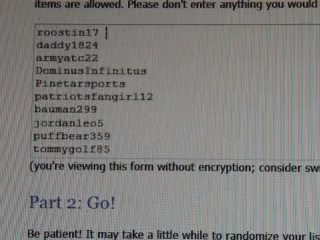 items are allowed. Please don't enter anything you would
roostin17
daddy1824
armyatc22
DominusInfinitus
Pinetarsports
patriotsfangirl12
bauman299
jordanleo5
puffbear359
tommygolf85
(you're viewing this form without encryption; consider sw
Part 2: Go!
Be patient! It may take a little while to randomize your lis